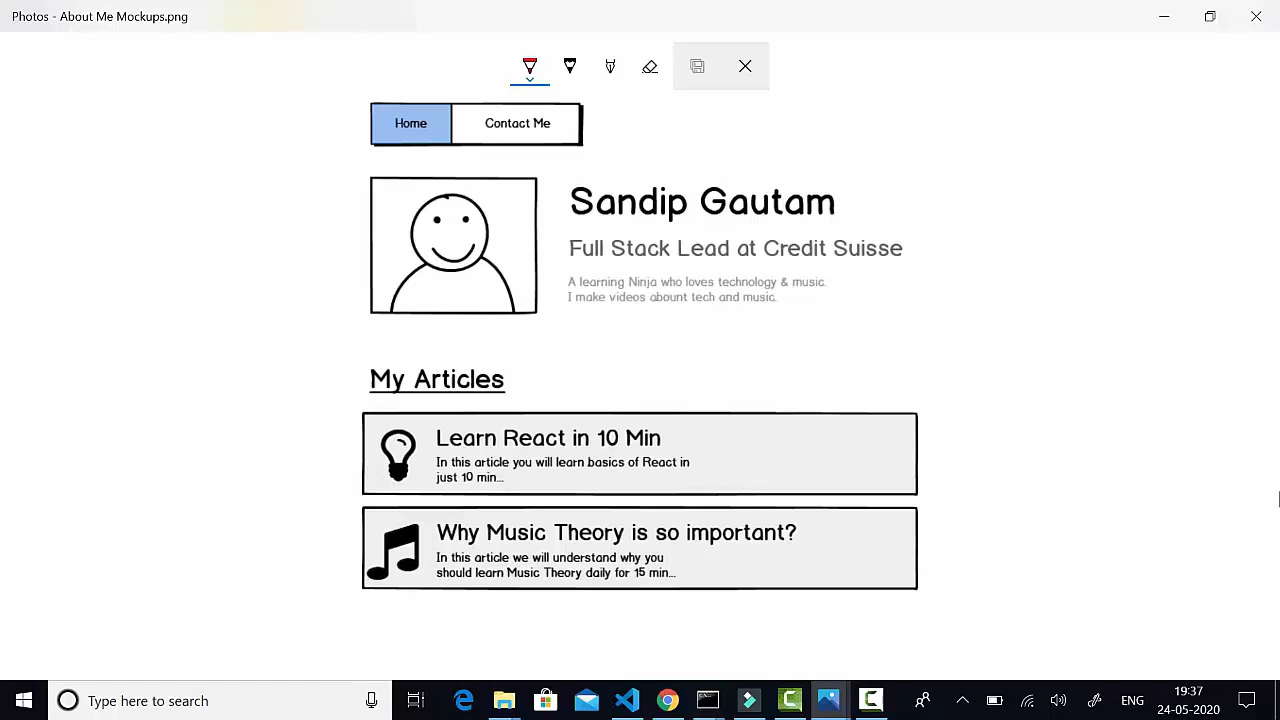 Photos - About Me Mockups.png
Home
Contact Me
Sandip Gautam
Full Stack Lead at Credit Suisse
A learning Ninja who loves technology & music.
I make videos abount tech and music.
My Articles
Learn React in 10 Min
In this article you will learn basics of React in
just 10 min...
Why Music Theory is so important?
In this article we will understand why you
should learn Music Theory daily for 15 min...
Type here to search
ENG
19:37
24-05-2020